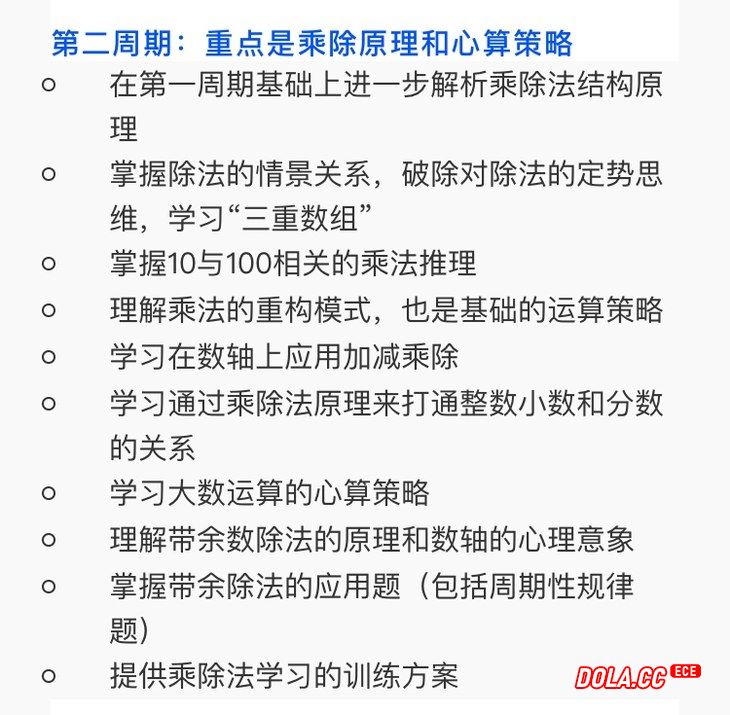 第二周期：重点是乘除原理和心算策略
在第一周期基础上进一步解析乘除法结构原
理
掌握除法的情景关系，破除对除法的定势思
维，学习“三重数组”
掌握10与100相关的乘法推理
理解乘法的重构模式，也是基础的运算策略
学习在数轴上应用加减乘除
学习通过乘除法原理来打通整数小数和分数
的关系
学习大数运算的心算策略
理解带余数除法的原理和数轴的心理意象
掌握带余除法的应用题（包括周期性规律
题）
提供乘除法学习的训练方案
DOLA.CC ECE